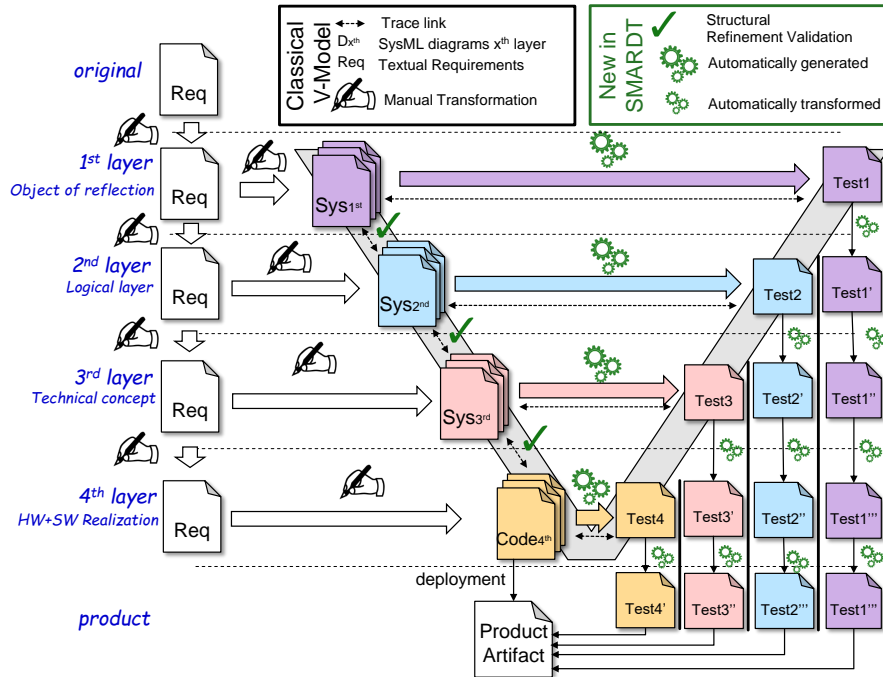 Classical
V-Model
Trace link
Dxth SysML diagrams xth layer
Req Textual Requirements
Manual Transformation
New in
SMARDT
Structural
Refinement Validation
Automatically generated
Automatically transformed
original
Req
1st layer
Object of reflection
Req
Sys1st
Test1
2nd layer
Logical layer
Req
Sys2nd
Test2
Test1'
3rd layer
Technical concept
Req
Sys3rd
Test3
Test2'
Test1''
4th layer
HW+SW Realization
Req
Code4th
Test4
Test3'
Test2''
Test1'''
deployment
product
Test4'
Test3''
Test2'''
Test1'''
Product
Artifact